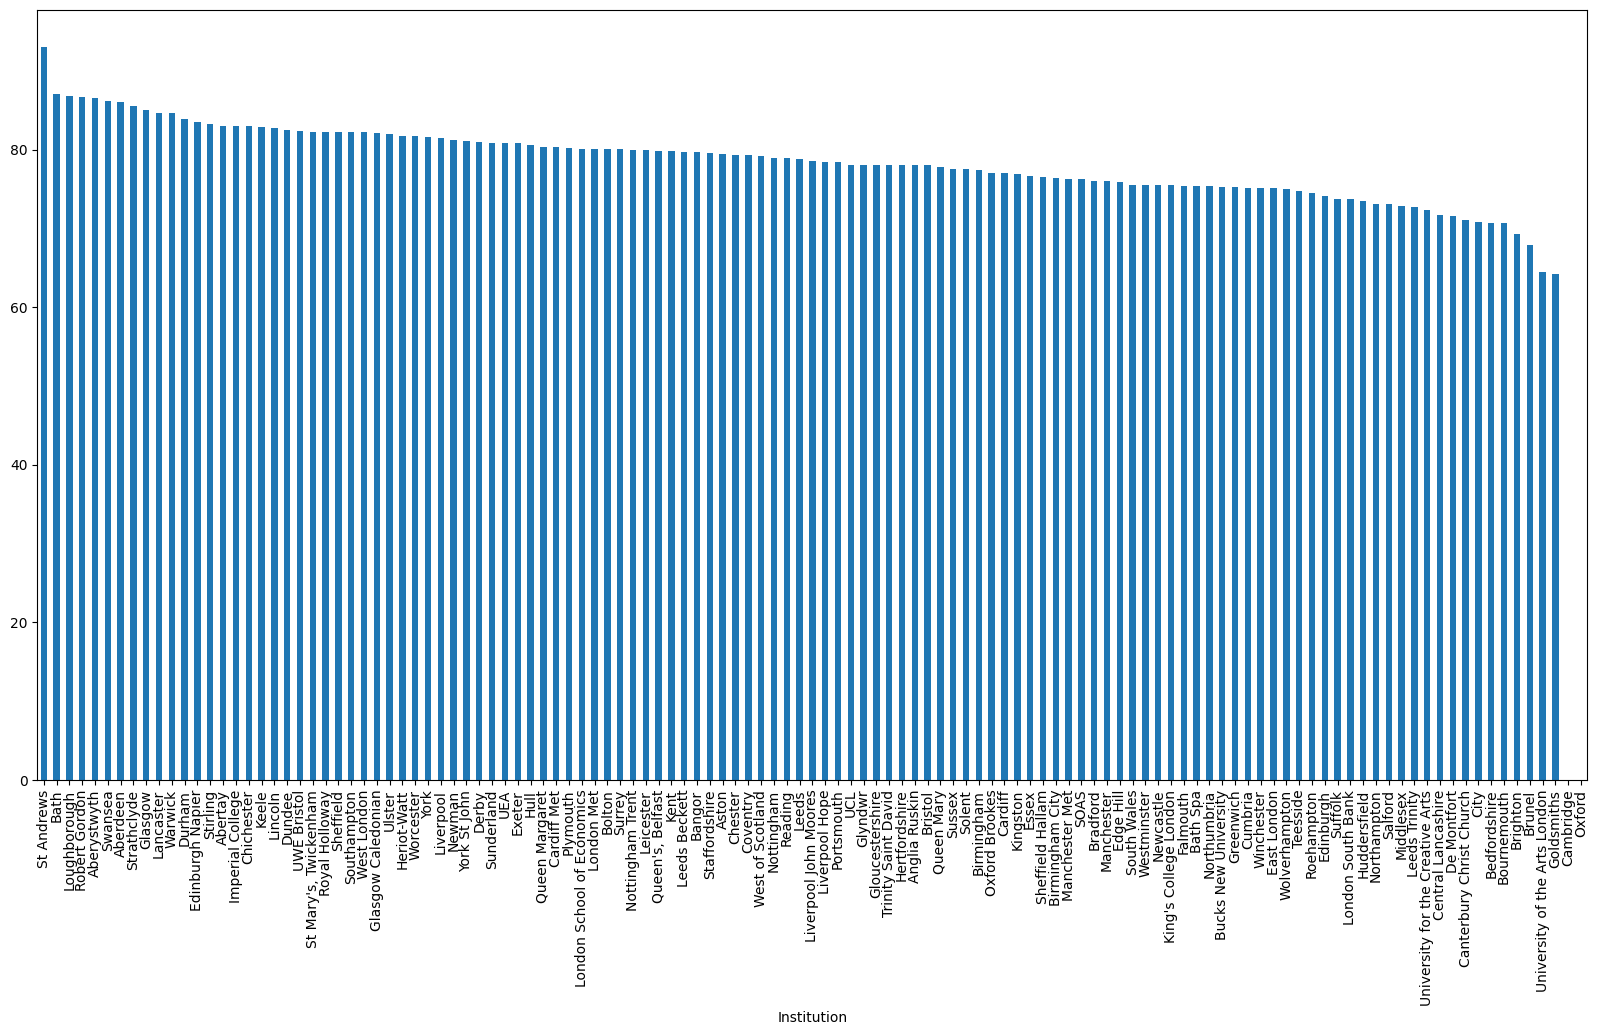 80
60
40
20
0
St Andrews
Bath
Loughborough
Robert Gordon
Aberystwyth
Swansea
Aberdeen
Strathclyde
Glasgow
Lancaster
Warwick
Durham
Edinburgh Napier
Stirling
Abertay
Imperial College
Chichester
Keele
Lincoln
Dundee
UWE Bristol
St Mary's, Twickenham
Royal Holloway
Sheffield
Southampton
West London
Glasgow Caledonian
Ulster
Heriot-Watt
Worcester
York
Liverpool
Newman
York St John
Derby
Sunderland
UEA
Exeter
Hull
Queen Margaret
Cardiff Met
Plymouth
London School of Economics
London Met
Bolton
Surrey
Nottingham Trent
Leicester
Queen's, Belfast
Kent
Leeds Beckett
Bangor
Staffordshire
Aston
Chester
Coventry
West of Scotland
Nottingham
Reading
Leeds
Liverpool John Moores
Liverpool Hope
Portsmouth
UCL
Glyndwr
Gloucestershire
Trinity Saint David
Hertfordshire
Anglia Ruskin
Bristol
Queen Mary
Sussex
Solent
Birmingham
Oxford Brookes
Cardiff
Kingston
Essex
Sheffield Hallam
Birmingham City
Manchester Met
SOAS
Bradford
Manchester
Edge Hill
South Wales
Westminster
Newcastle
King's College London
Falmouth
Bath Spa
Northumbria
Bucks New University
Greenwich
Cumbria
Winchester
East London
Wolverhampton
Teesside
Roehampton
Edinburgh
Suffolk
London South Bank
Huddersfield
Northampton
Salford
Middlesex
Leeds Trinity
University for the Creative Arts
Central Lancashire
De Montfort
Canterbury Christ Church
City
Bedfordshire
Bournemouth
Brighton
Brunel
University of the Arts London
Goldsmiths
Cambridge
Oxford
Institution